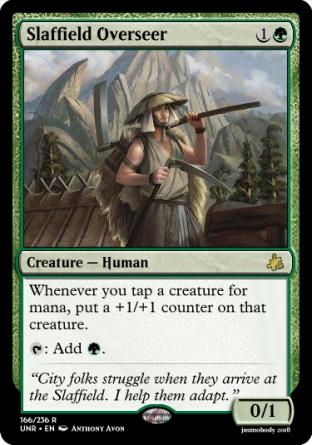 Slaffield Overseer 1
Creature — Human
Whenever you tap a creature for
mana, put a +1/+1 counter on that
creature.
: Add .
“City folks struggle when they arrive at
the Slaffield. I help them adapt.”
0/1
166/236 R
UNR • EN Anthony Avon
justnobody 2018